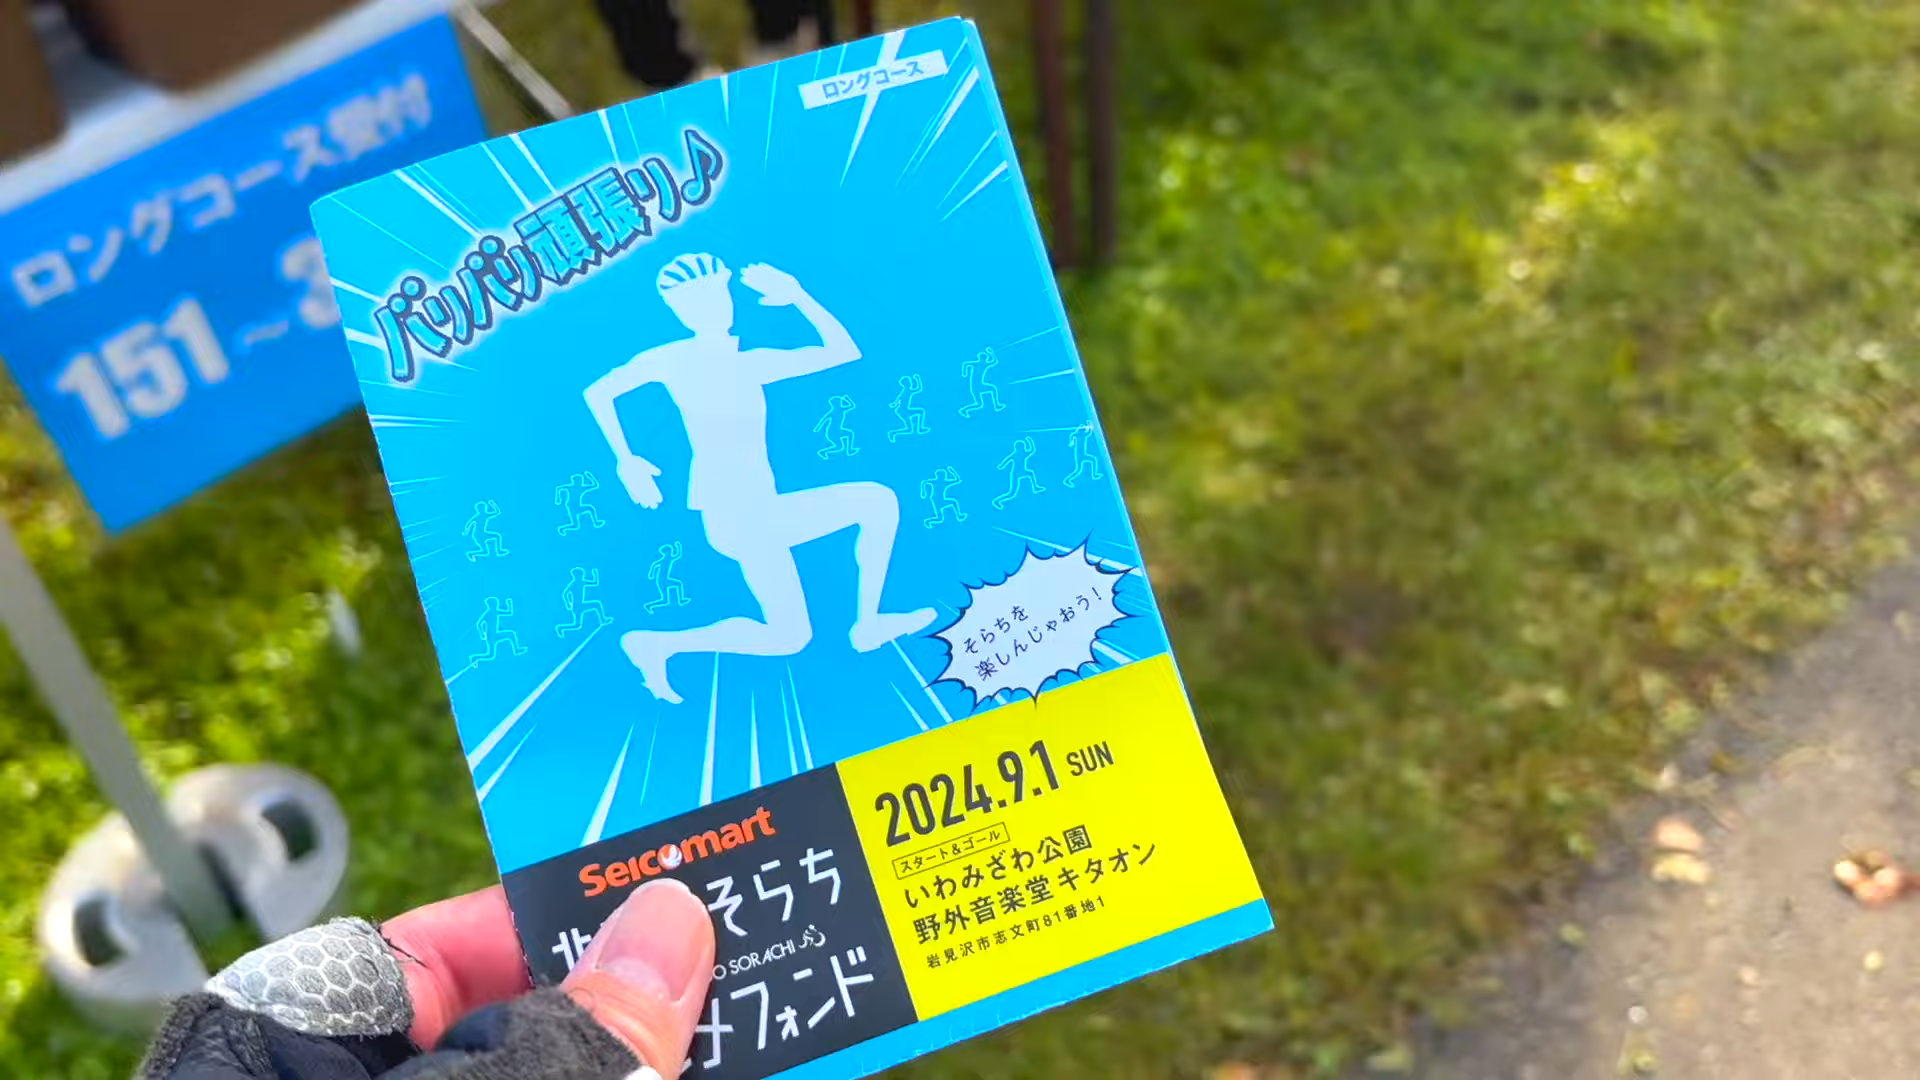 ロングコース受付
151～3
ロングコース
バリバリ頑張り♪
そらちを
楽しんじゃおう!
Seicomart
そらち
SORACHI
フォンド
2024.9.1 SUN
スタート&ゴール
いわみざわ公園
野外音楽堂キタオン
岩見沢市志文町81番地1